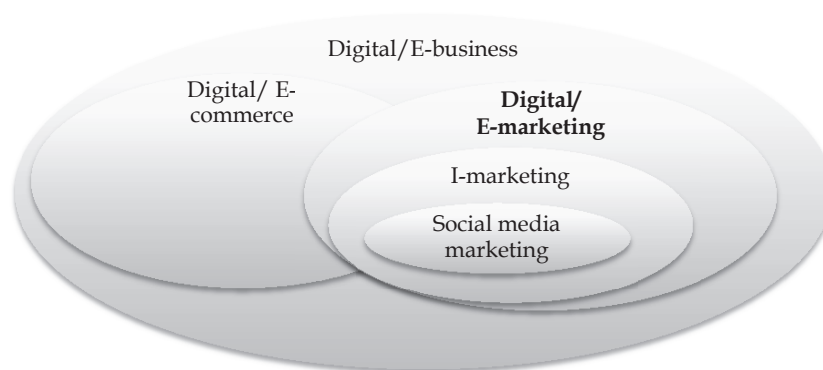 Digital/E-business
Digital/ E-
commerce
Digital/
E-marketing
I-marketing
Social media
marketing